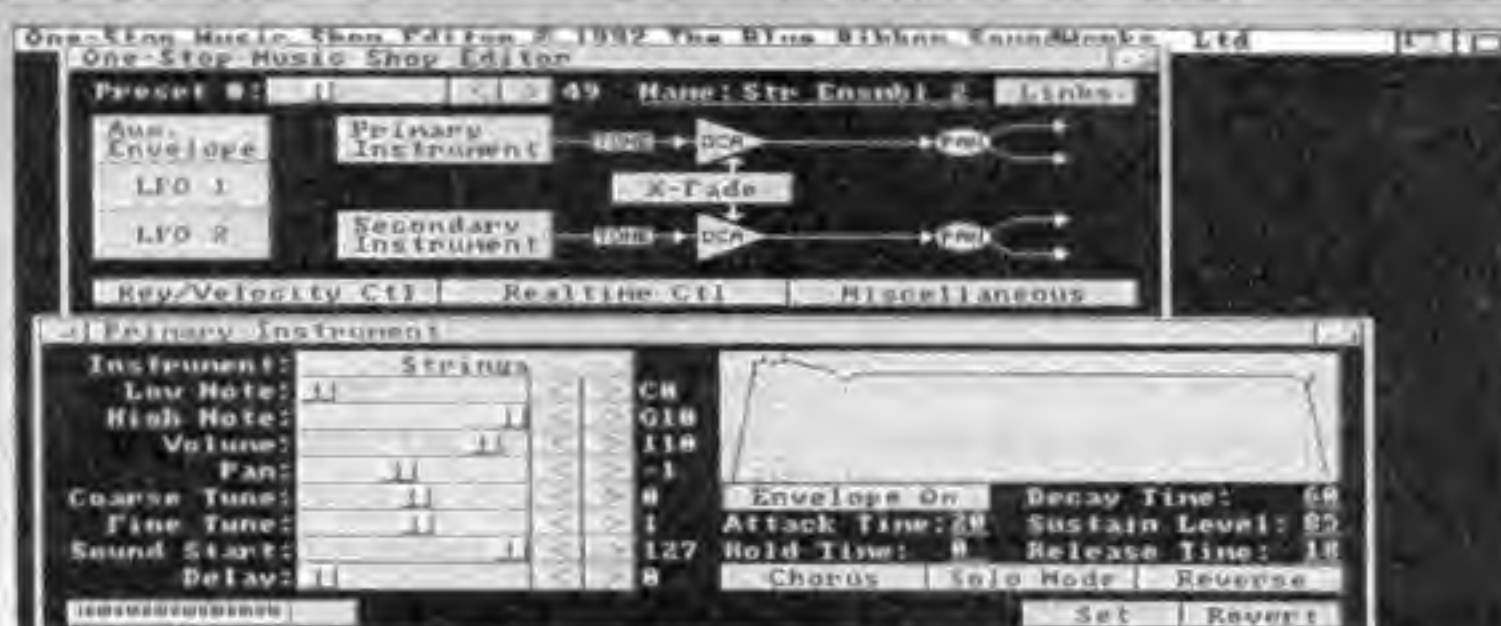 One-Stop Music Shop Editor © 1992 The Blue Ribbon SoundWorks Ltd
One-Stop Music Shop Editor
Preset #: < > 49 Name: Str Ensmbl 2 Links
Aux. Envelope
Primary Instrument
TONE DCA PAN
LFO 1
X-Fade
LFO 2
Secondary Instrument
TONE DCA PAN
Key/Velocity Ctl Realtime Ctl Miscellaneous
Primary Instrument
Instrument: Strings
Low Note: < > C0
High Note: < > G10
Volume: < > 110
Pan: < > -1
Coarse Tune: < > 0
Fine Tune: < > 1
Sound Start: < > 127
Delay: < > 0
Envelope On Decay Time: 60
Attack Time: 20 Sustain Level: 85
Hold Time: 0 Release Time: 18
Chorus Solo Mode Reverse
Set Revert